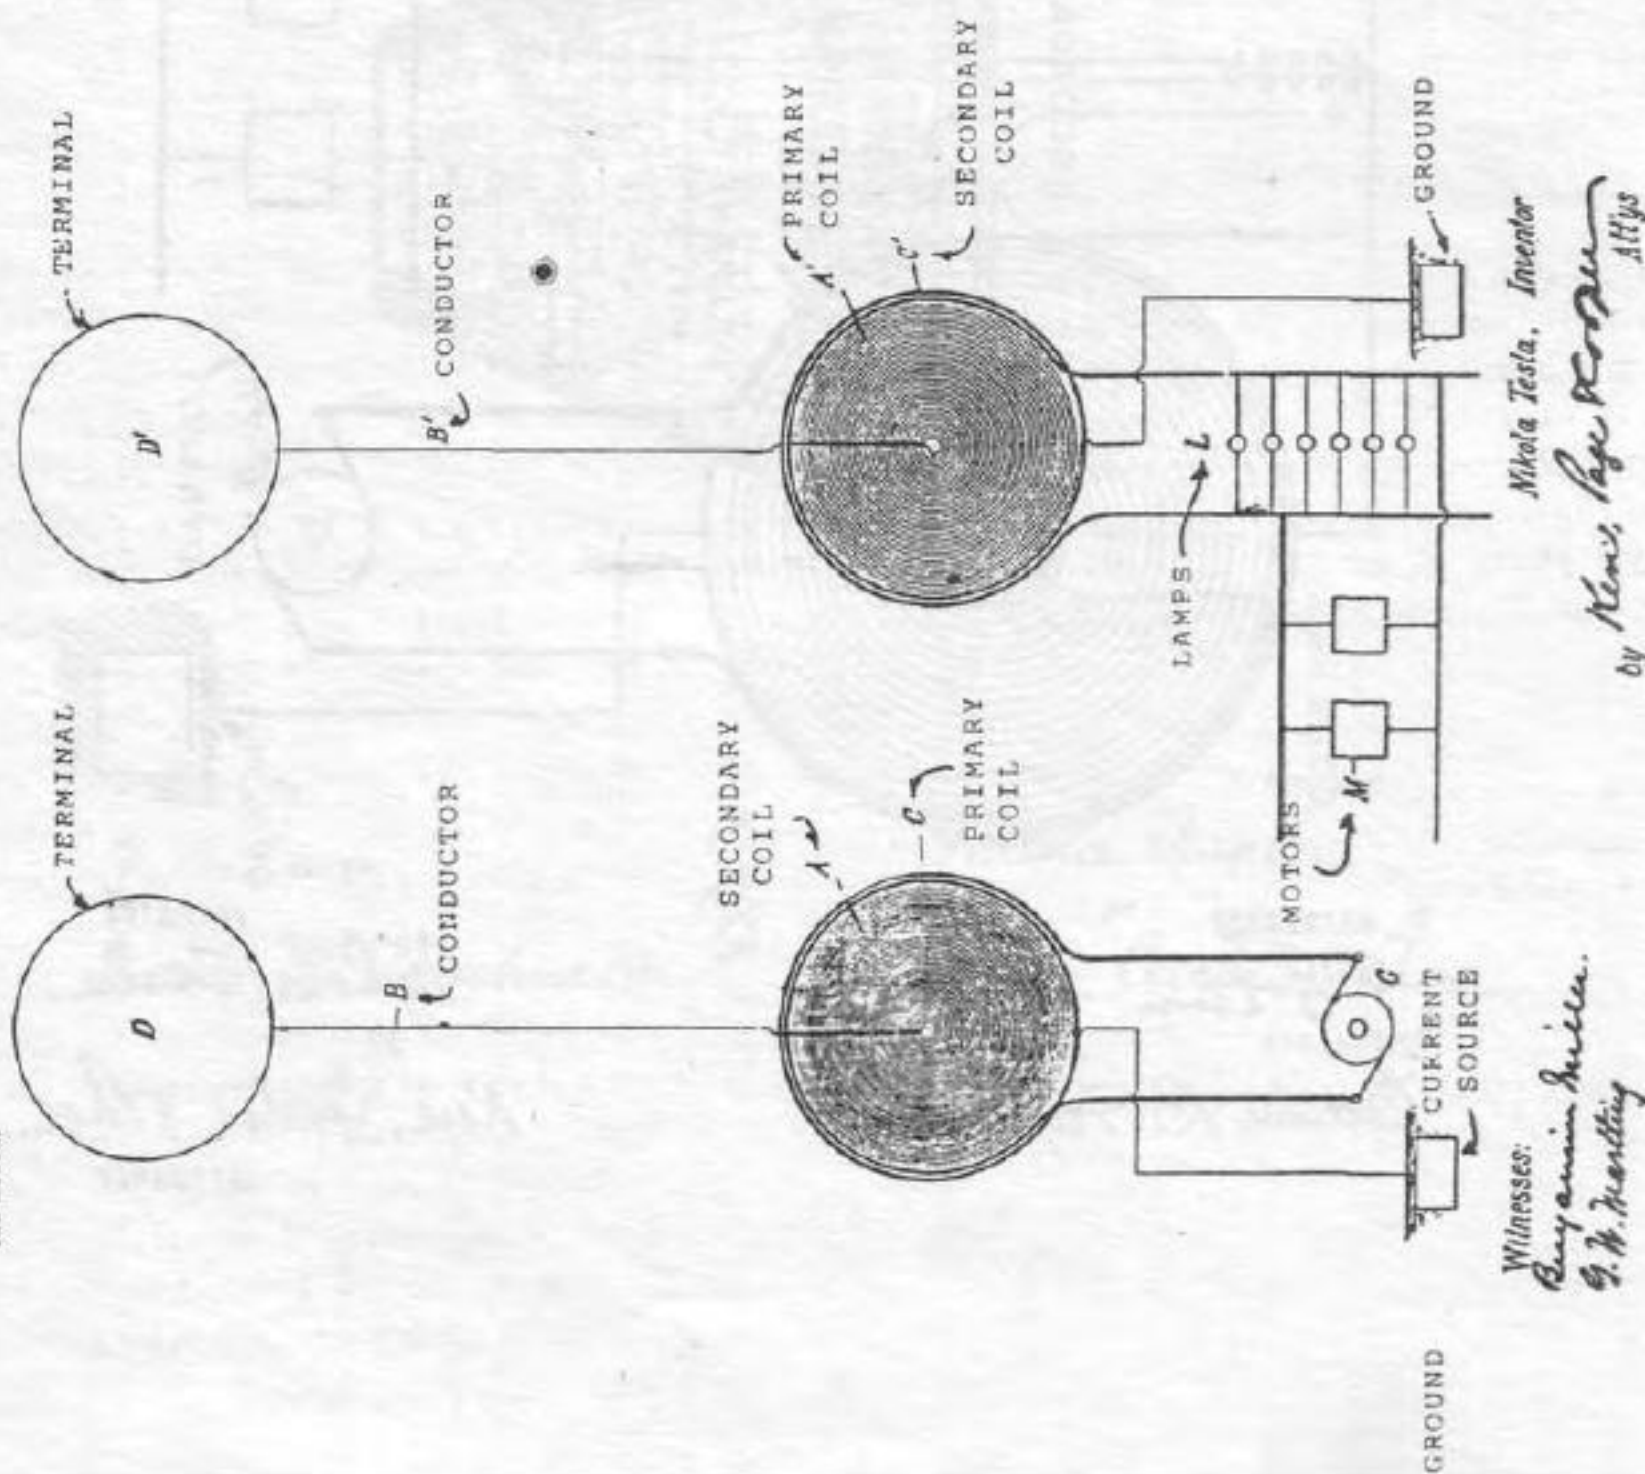 TERMINAL
TERMINAL
D
D'
B
CONDUCTOR
B'
CONDUCTOR
SECONDARY
COIL
A
C
PRIMARY
COIL
PRIMARY
COIL
A'
C'
SECONDARY
COIL
LAMPS
L
MOTORS
M
G
CURRENT
SOURCE
GROUND
GROUND
Witnesses:
Benjamin Miller.
Nikola Tesla, Inventor
by Kerr, Page
Att'ys